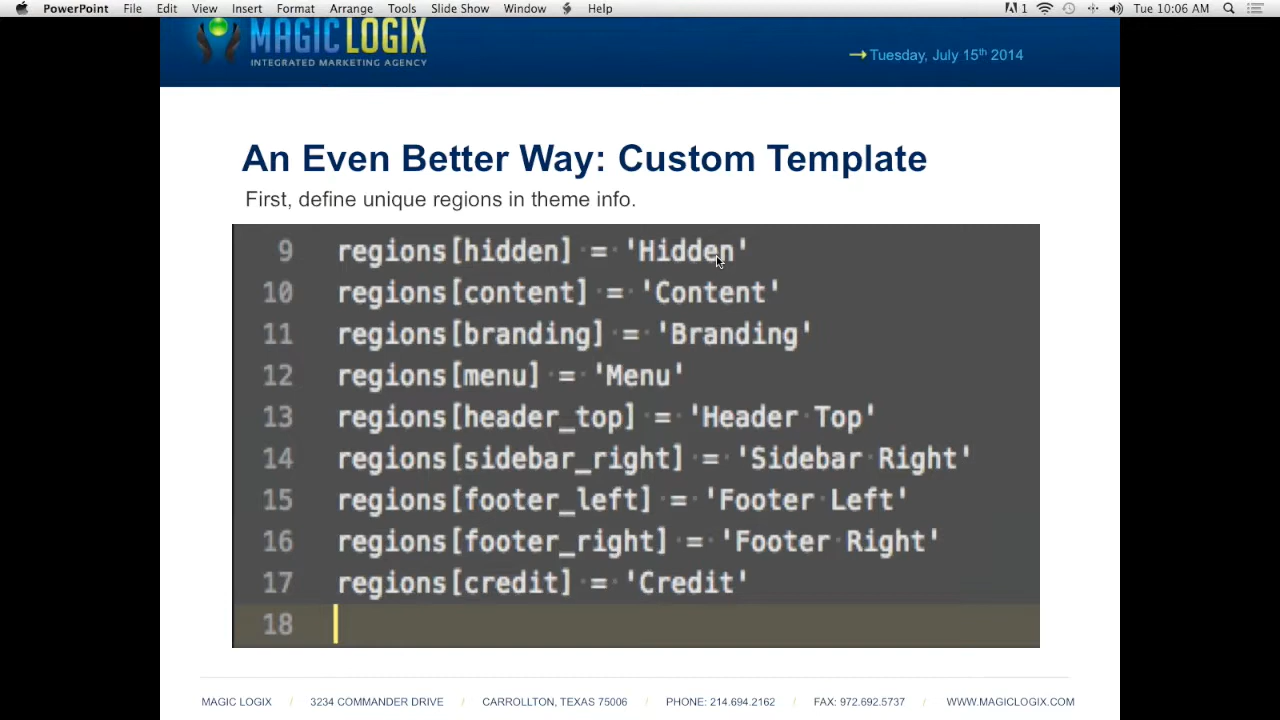 PowerPoint File Edit View Insert Format Arrange Tools Slide Show Window Help 1 Tue 10:06 AM
MAGIC LOGIX
INTEGRATED MARKETING AGENCY
Tuesday, July 15th 2014
An Even Better Way: Custom Template
First, define unique regions in theme info.
9 regions[hidden] = 'Hidden'
10 regions[content] = 'Content'
11 regions[branding] = 'Branding'
12 regions[menu] = 'Menu'
13 regions[header_top] = 'Header Top'
14 regions[sidebar_right] = 'Sidebar Right'
15 regions[footer_left] = 'Footer Left'
16 regions[footer_right] = 'Footer Right'
17 regions[credit] = 'Credit'
18
MAGIC LOGIX / 3234 COMMANDER DRIVE / CARROLLTON, TEXAS 75006 / PHONE: 214.694.2162 / FAX: 972.692.5737 / WWW.MAGICLOGIX.COM